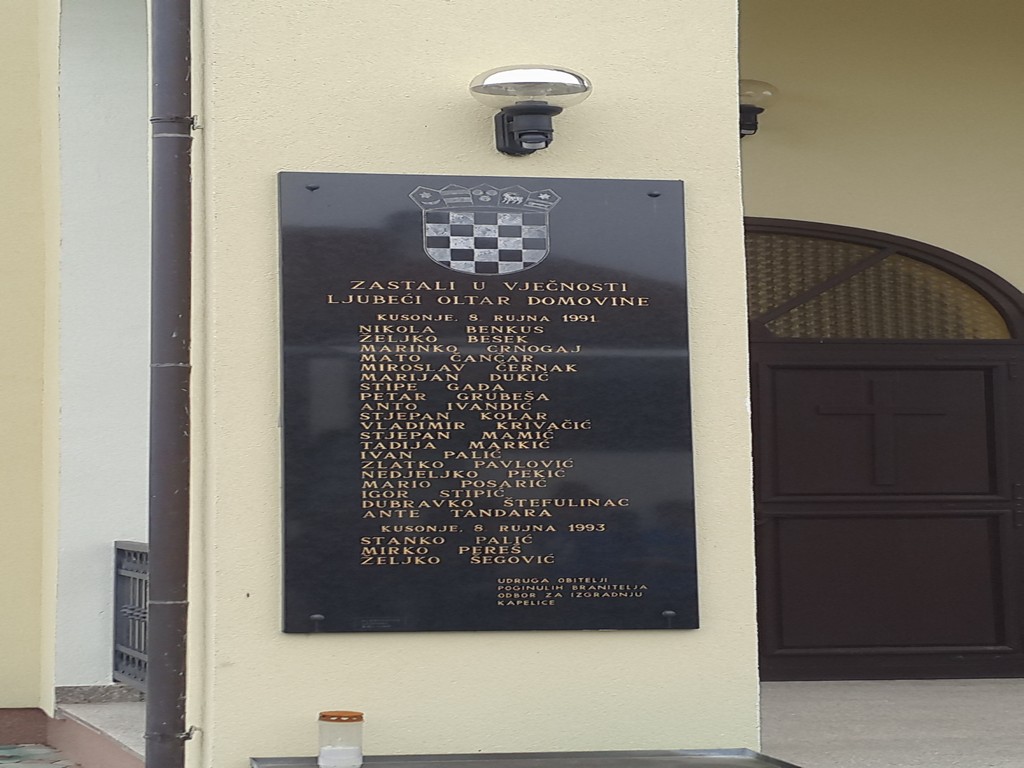 ZASTALI U VJEČNOSTI
LJUBEĆI OLTAR DOMOVINE
KUSONJE, 8. RUJNA 1991.
NIKOLA BENKUS
ŽELJKO BESEK
MARINKO CRNOGAJ
MATO ČANČAR
MIROSLAV ČERNAK
MARIJAN DUKIĆ
STIPE GAĐA
PETAR GRUBEŠA
ANTO IVANDIĆ
STJEPAN KOLAR
VLADIMIR KRIVAČIĆ
STJEPAN MAMIĆ
TADIJA MARKIĆ
IVAN PALIĆ
ZLATKO PAVLOVIĆ
NEDJELJKO PEKIĆ
MARIO POSARIĆ
IGOR STIPIĆ
DUBRAVKO ŠTEFULINAC
ANTE TANDARA
KUSONJE, 8. RUJNA 1993
STANKO PALIĆ
MIRKO PEREŠ
ŽELJKO ŠEGOVIĆ
UDRUGA OBITELJI
POGINULIH BRANITELJA
ODBOR ZA IZGRADNJU
KAPELICE